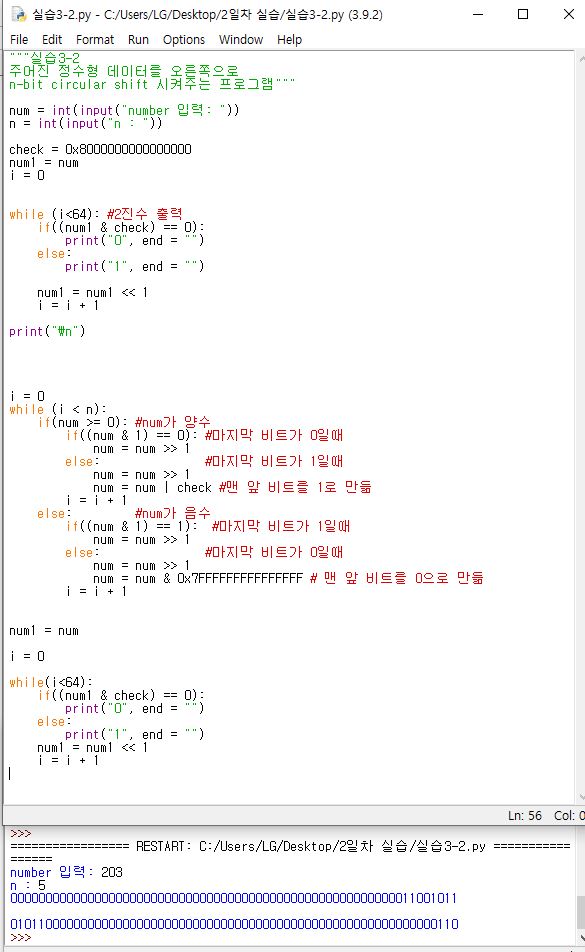 실습3-2.py - C:/Users/LG/Desktop/2일차 실습/실습3-2.py (3.9.2)
File Edit Format Run Options Window Help
"""실습3-2
주어진 정수형 데이터를 오른쪽으로
n-bit circular shift 시켜주는 프로그램"""
num = int(input("number 입력: "))
n = int(input("n : "))
check = 0x8000000000000000
num1 = num
i = 0
while (i<64): #2진수 출력
if((num1 & check) == 0):
print("0", end = "")
else:
print("1", end = "")
num1 = num1 << 1
i = i + 1
print("₩n")
i = 0
while (i < n):
if(num >= 0): #num가 양수
if((num & 1) == 0): #마지막 비트가 0일때
num = num >> 1
else: #마지막 비트가 1일때
num = num >> 1
num = num | check #맨 앞 비트를 1로 만듦
i = i + 1
else: #num가 음수
if((num & 1) == 1): #마지막 비트가 1일때
num = num >> 1
else: #마지막 비트가 0일때
num = num >> 1
num = num & 0x7FFFFFFFFFFFFFFF # 맨 앞 비트를 0으로 만듦
i = i + 1
num1 = num
i = 0
while(i<64):
if((num1 & check) == 0):
print("0", end = "")
else:
print("1", end = "")
num1 = num1 << 1
i = i + 1
Ln: 56 Col: 0
>>>
================= RESTART: C:/Users/LG/Desktop/2일차 실습/실습3-2.py ===========
======
number 입력: 203
n : 5
0000000000000000000000000000000000000000000000000000000011001011
0101100000000000000000000000000000000000000000000000000000000110
>>>